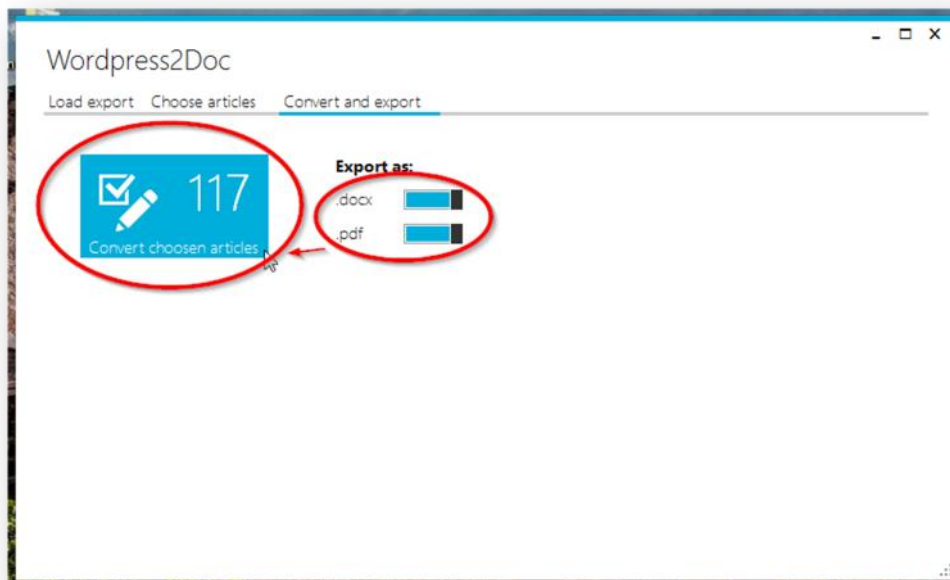 Wordpress2Doc
Load export Choose articles Convert and export
117
Convert choosen articles
Export as:
.docx
.pdf